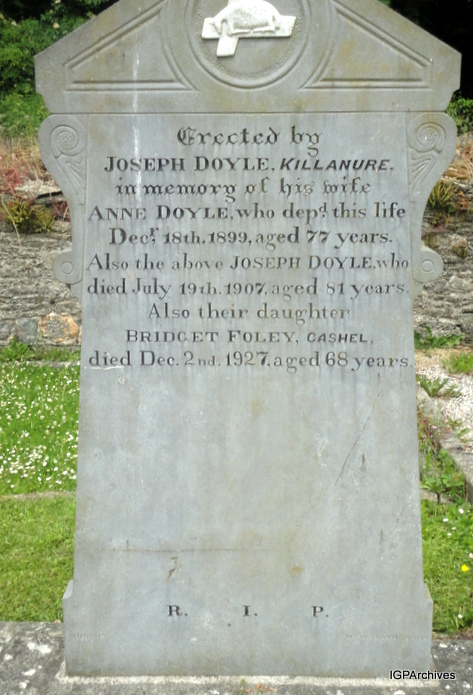 Erected by
JOSEPH DOYLE, KILLANURE,
in memory of his wife
ANNE DOYLE, who depd. this life
Decr. 18th. 1899, aged 77 years.
Also the above JOSEPH DOYLE, who
died July 19th. 1907, aged 81 years.
Also their daughter
BRIDGET FOLEY, CASHEL,
died Dec. 2nd. 1927, aged 68 years.
R. I. P.
IGPArchives